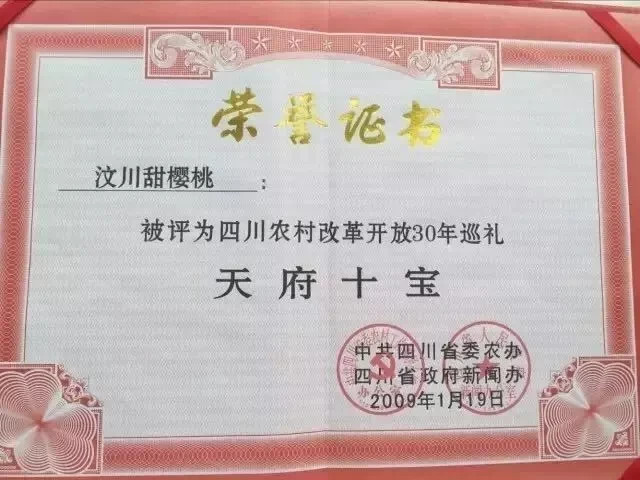 荣誉证书
汶川甜樱桃：
被评为四川农村改革开放30年巡礼
天府十宝
中共四川省委农办
四川省政府新闻办
2009年1月19日